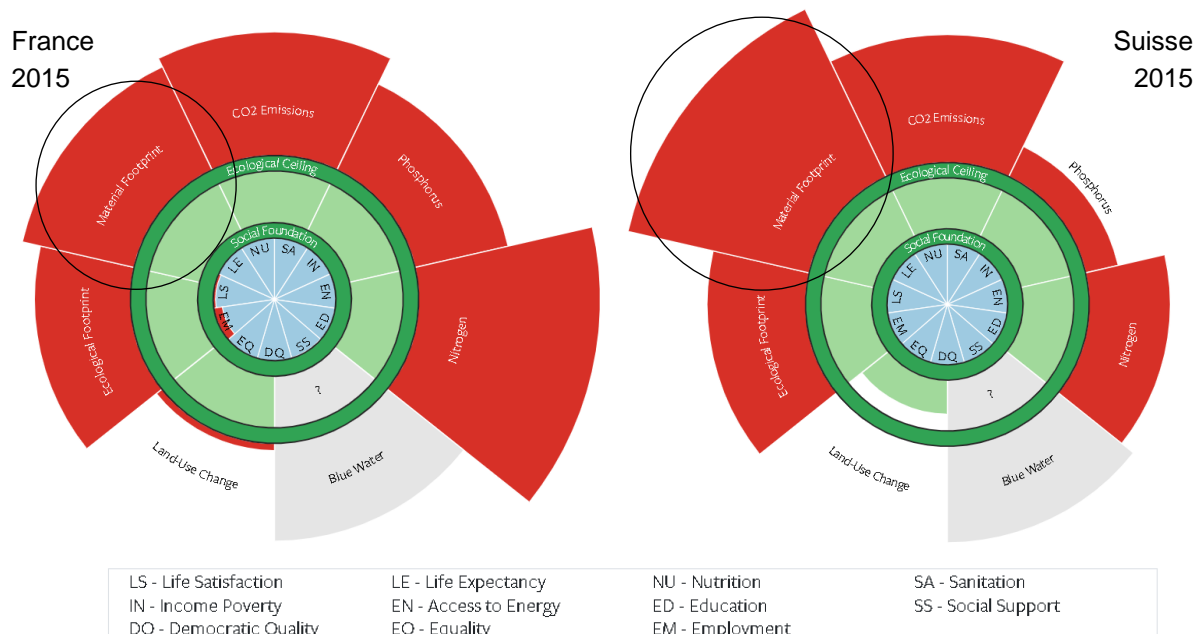 France
2015
Suisse
2015
CO2 Emissions
Material Footprint
Phosphorus
Ecological Ceiling
Social Foundation
LS
LE
NU
SA
IN
EN
ED
SS
DQ
EQ
EM
Nitrogen
Ecological Footprint
?
Land-Use Change
Blue Water
CO2 Emissions
Material Footprint
Phosphorus
Ecological Ceiling
Social Foundation
LS
LE
NU
SA
IN
EN
ED
SS
DQ
EQ
EM
Nitrogen
Ecological Footprint
?
Land-Use Change
Blue Water
LS - Life Satisfaction LE - Life Expectancy NU - Nutrition SA - Sanitation
IN - Income Poverty EN - Access to Energy ED - Education SS - Social Support
DQ - Democratic Quality EQ - Equality EM - Employment